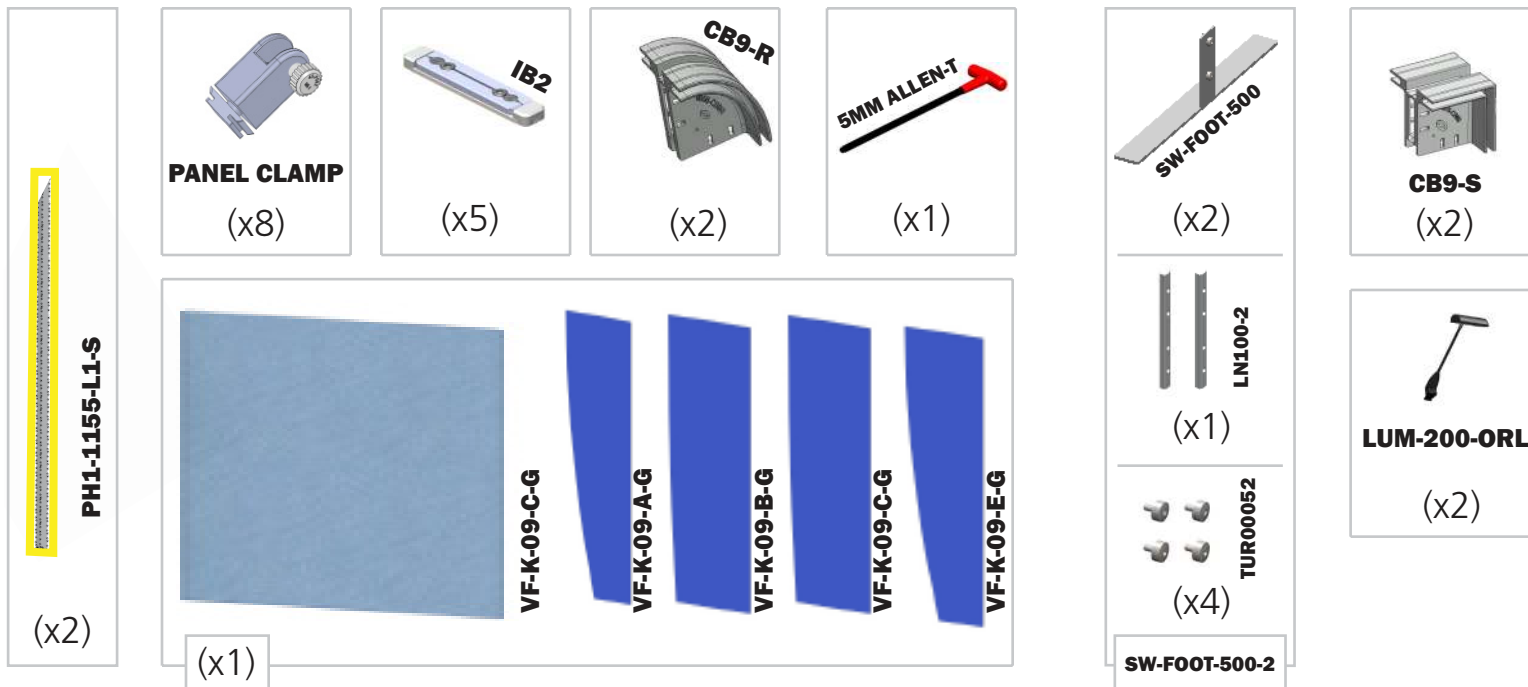 PH1-1155-L1-S
(x2)
PANEL CLAMP
(x8)
IB2
(x5)
CB9-R
(x2)
5MM ALLEN-T
(x1)
VF-K-09-C-G
VF-K-09-A-G
VF-K-09-B-G
VF-K-09-C-G
VF-K-09-E-G
(x1)
SW-FOOT-500
(x2)
LN100-2
(x1)
TUR00052
(x4)
SW-FOOT-500-2
CB9-S
(x2)
LUM-200-ORL
(x2)